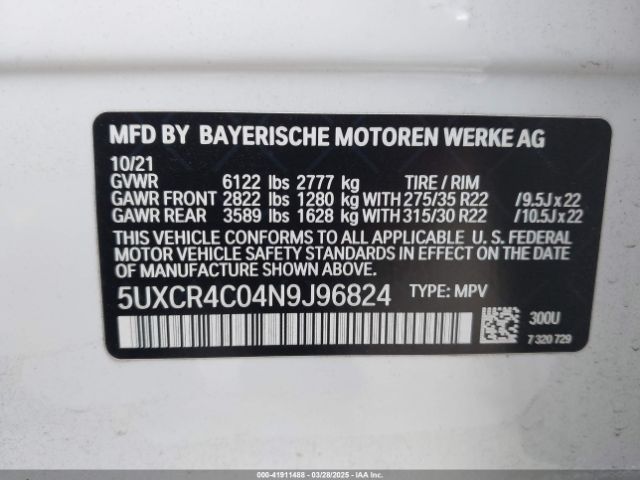 MFD BY BAYERISCHE MOTOREN WERKE AG
10/21
GVWR 6122 lbs 2777 kg TIRE / RIM
GAWR FRONT 2822 lbs 1280 kg WITH 275/35 R22 /9.5J x 22
GAWR REAR 3589 lbs 1628 kg WITH 315/30 R22 /10.5J x 22
THIS VEHICLE CONFORMS TO ALL APPLICABLE U. S. FEDERAL
MOTOR VEHICLE SAFETY STANDARDS IN EFFECT ON THE DATE OF
MANUFACTURE SHOWN ABOVE.
5UXCR4C04N9J96824 TYPE: MPV
300U
7 320 729
000-41911488 03/28/2025 IAAI.COM